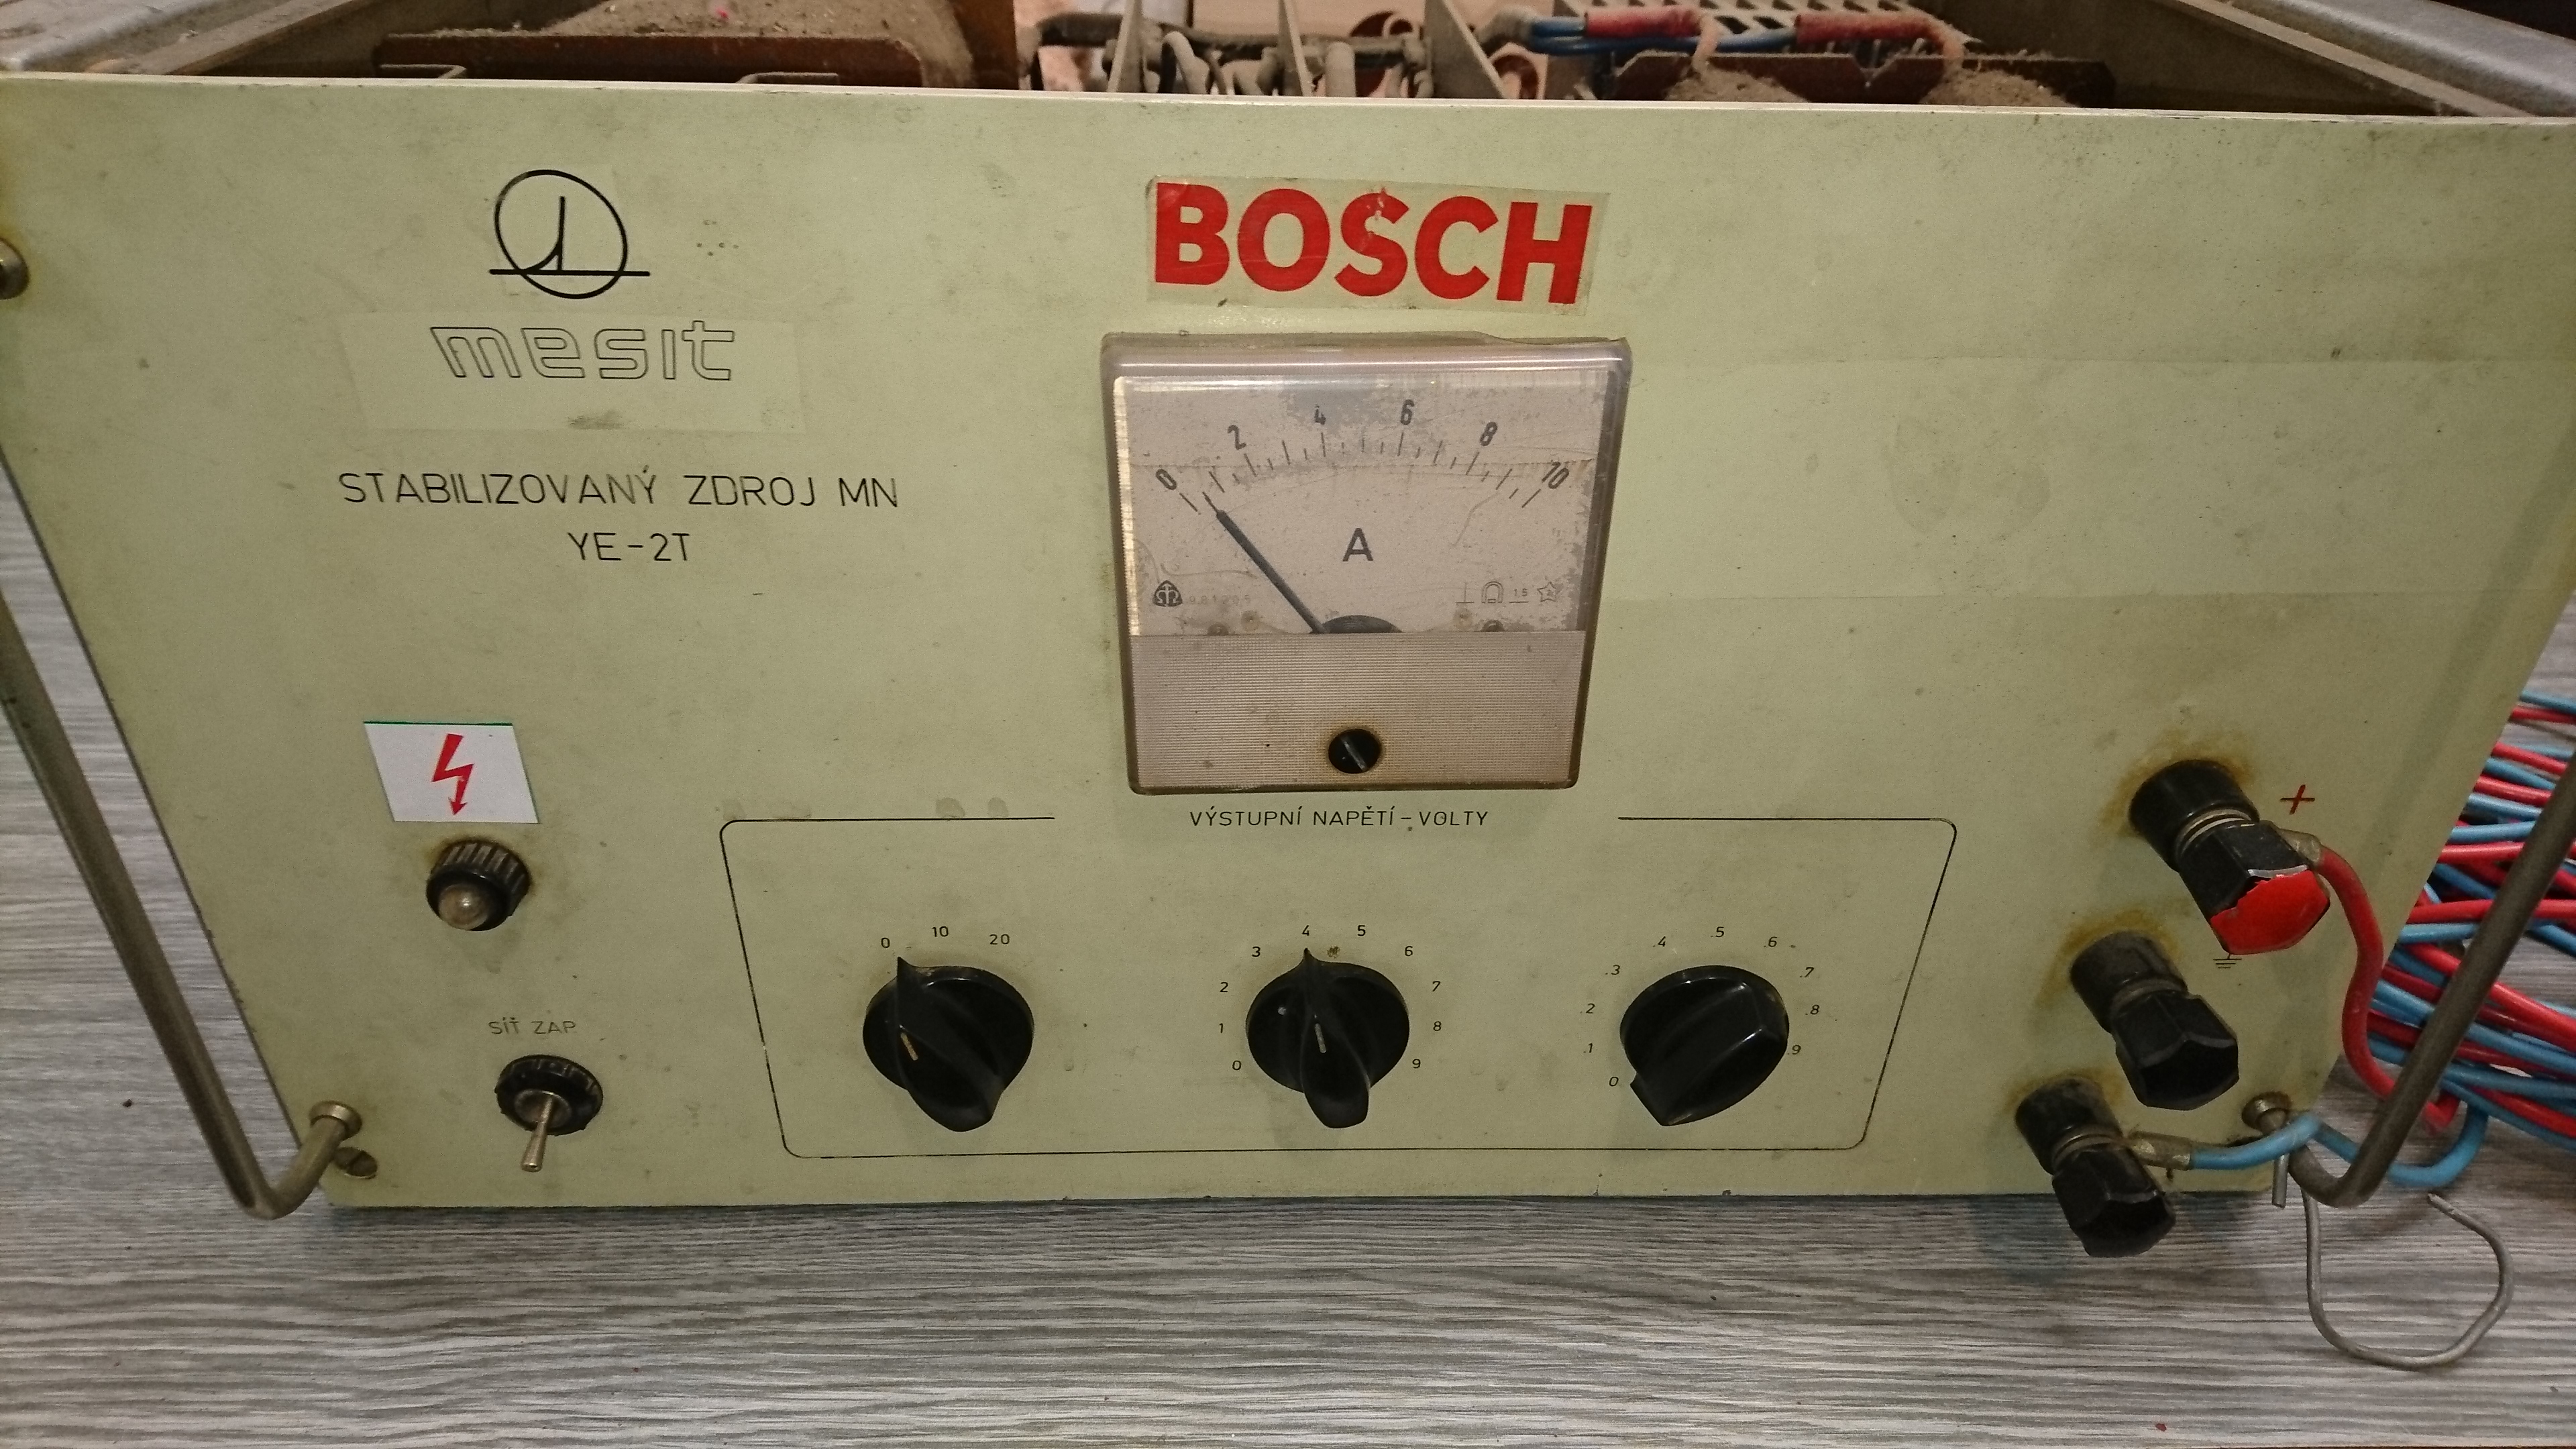 BOSCH
mesit
STABILIZOVANÝ ZDROJ MN
YE-2T
0 2 4 6 8 10
A
1.5
VÝSTUPNÍ NAPĚTÍ - VOLTY
0 10 20
0 1 2 3 4 5 6 7 8 9
0 .1 .2 .3 .4 .5 .6 .7 .8 .9
+
SÍŤ ZAP